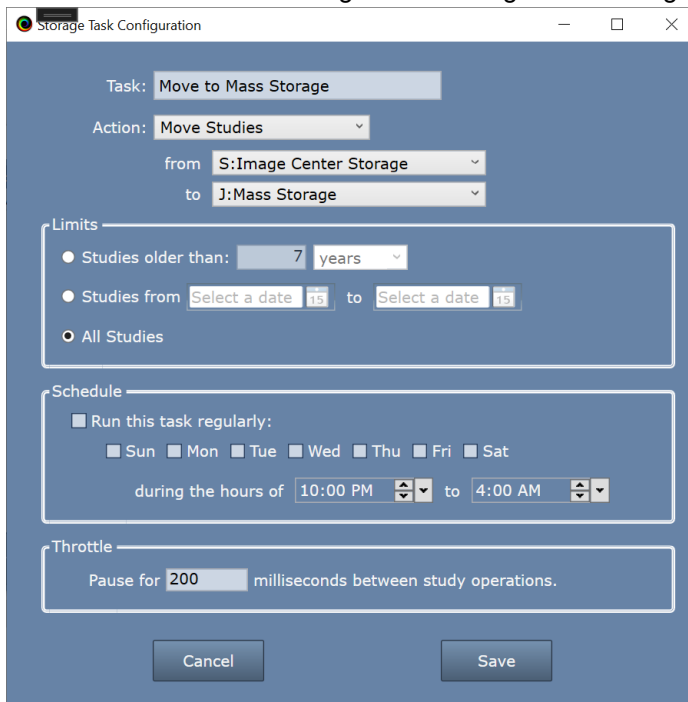 Storage Task Configuration
Task: Move to Mass Storage
Action: Move Studies
from S:Image Center Storage
to J:Mass Storage
Limits
Studies older than: 7 years
Studies from Select a date 15 to Select a date 15
All Studies
Schedule
Run this task regularly:
Sun Mon Tue Wed Thu Fri Sat
during the hours of 10:00 PM to 4:00 AM
Throttle
Pause for 200 milliseconds between study operations.
Cancel Save